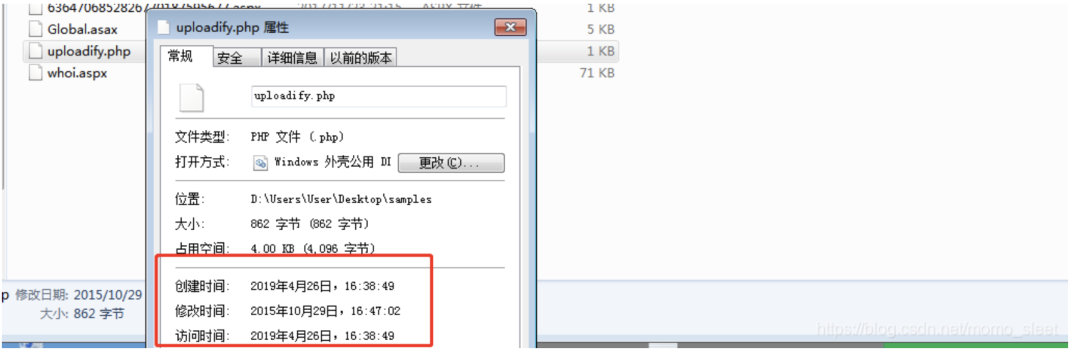 uploadify.php 属性
Global.asax 5 KB
uploadify.php 1 KB
whoi.aspx 71 KB
常规 安全 详细信息 以前的版本
uploadify.php
文件类型: PHP 文件 (.php)
打开方式: Windows 外壳公用 DI 更改(C)...
位置: D:\Users\User\Desktop\samples
大小: 862 字节 (862 字节)
占用空间: 4.00 KB (4,096 字节)
创建时间: 2019年4月26日，16:38:49
p 修改日期: 2015/10/29
修改时间: 2015年10月29日，16:47:02
大小: 862 字节
访问时间: 2019年4月26日，16:38:49
https://blog.csdn.net/momo_sleet